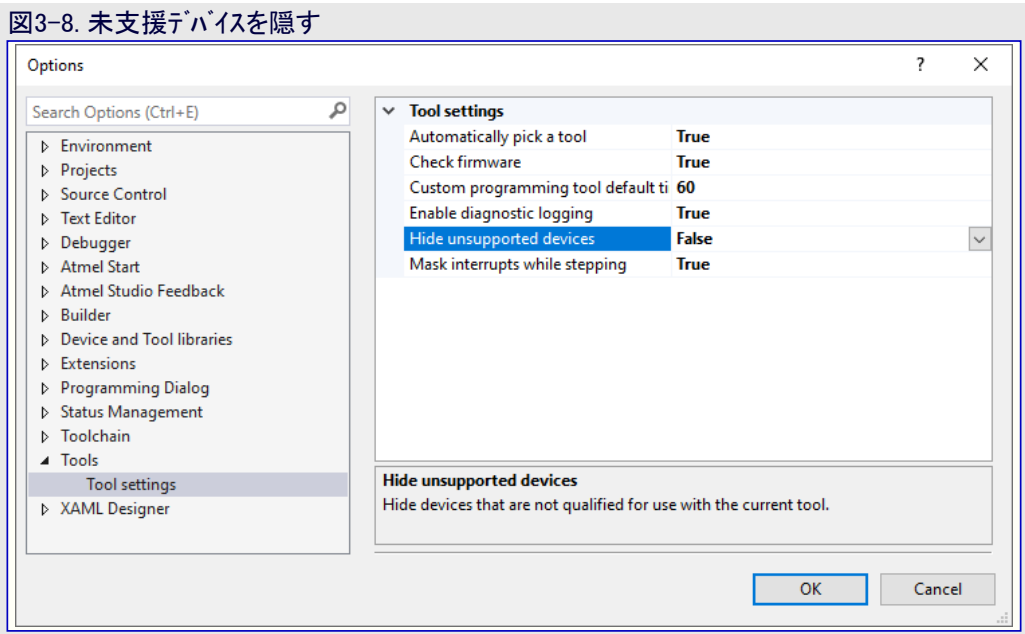 図3-8. 未支援ﾃﾞﾊﾞｲｽを隠す
Options
?
Search Options (Ctrl+E)
Environment
Projects
Source Control
Text Editor
Debugger
Atmel Start
Atmel Studio Feedback
Builder
Device and Tool libraries
Extensions
Programming Dialog
Status Management
Toolchain
Tools
Tool settings
XAML Designer
Tool settings
Automatically pick a tool True
Check firmware True
Custom programming tool default ti 60
Enable diagnostic logging True
Hide unsupported devices False
Mask interrupts while stepping True
Hide unsupported devices
Hide devices that are not qualified for use with the current tool.
OK Cancel